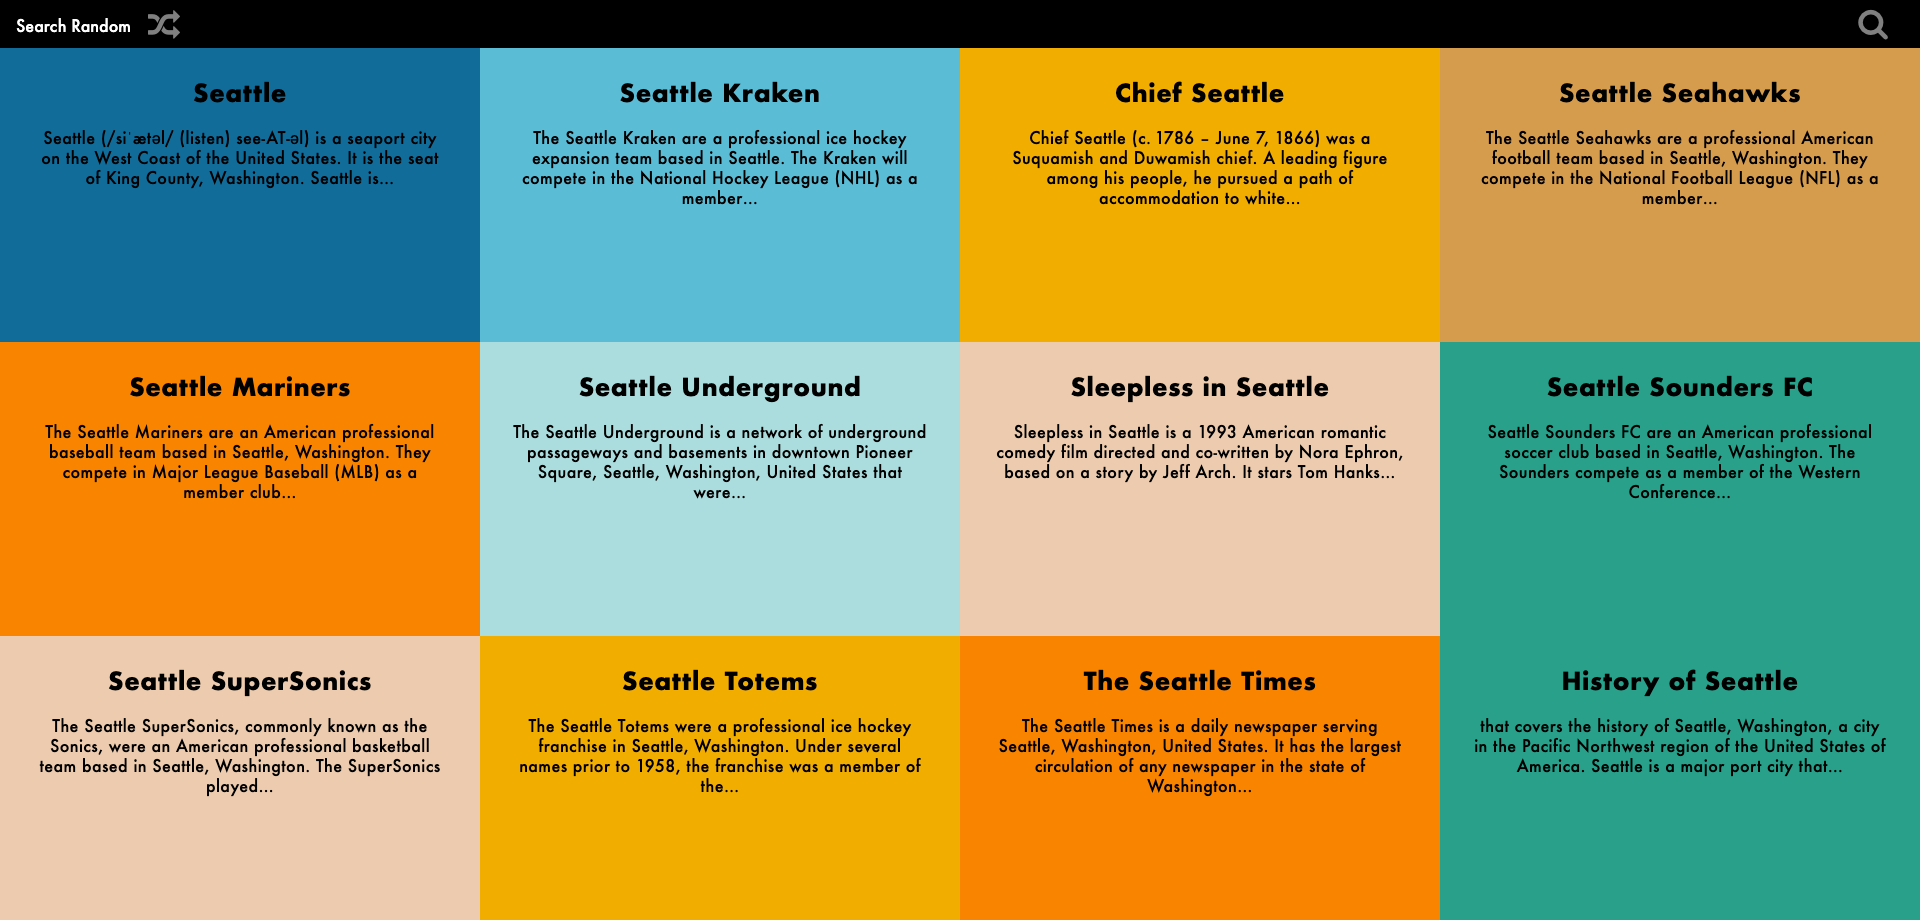 Search Random
Seattle
Seattle (/siˈætəl/ (listen) see-AT-əl) is a seaport city
on the West Coast of the United States. It is the seat
of King County, Washington. Seattle is...
Seattle Kraken
The Seattle Kraken are a professional ice hockey
expansion team based in Seattle. The Kraken will
compete in the National Hockey League (NHL) as a
member...
Chief Seattle
Chief Seattle (c. 1786 – June 7, 1866) was a
Suquamish and Duwamish chief. A leading figure
among his people, he pursued a path of
accommodation to white...
Seattle Seahawks
The Seattle Seahawks are a professional American
football team based in Seattle, Washington. They
compete in the National Football League (NFL) as a
member...
Seattle Mariners
The Seattle Mariners are an American professional
baseball team based in Seattle, Washington. They
compete in Major League Baseball (MLB) as a
member club...
Seattle Underground
The Seattle Underground is a network of underground
passageways and basements in downtown Pioneer
Square, Seattle, Washington, United States that
were...
Sleepless in Seattle
Sleepless in Seattle is a 1993 American romantic
comedy film directed and co-written by Nora Ephron,
based on a story by Jeff Arch. It stars Tom Hanks...
Seattle Sounders FC
Seattle Sounders FC are an American professional
soccer club based in Seattle, Washington. The
Sounders compete as a member of the Western
Conference...
Seattle SuperSonics
The Seattle SuperSonics, commonly known as the
Sonics, were an American professional basketball
team based in Seattle, Washington. The SuperSonics
played...
Seattle Totems
The Seattle Totems were a professional ice hockey
franchise in Seattle, Washington. Under several
names prior to 1958, the franchise was a member of
the...
The Seattle Times
The Seattle Times is a daily newspaper serving
Seattle, Washington, United States. It has the largest
circulation of any newspaper in the state of
Washington...
History of Seattle
that covers the history of Seattle, Washington, a city
in the Pacific Northwest region of the United States of
America. Seattle is a major port city that...